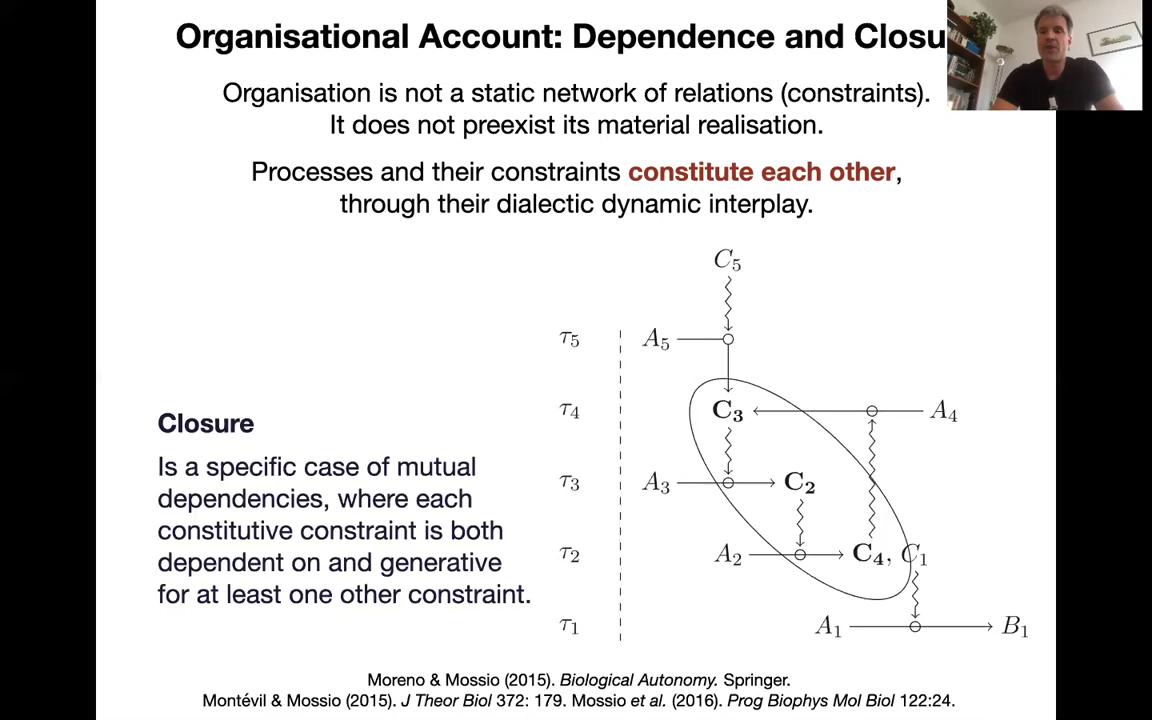 Organisational Account: Dependence and Closu
Organisation is not a static network of relations (constraints).
It does not preexist its material realisation.
Processes and their constraints constitute each other,
through their dialectic dynamic interplay.
C₅
τ₅ A₅
τ₄ C₃ A₄
Closure
Is a specific case of mutual
dependencies, where each
constitutive constraint is both
dependent on and generative
for at least one other constraint.
τ₃ A₃ C₂
τ₂ A₂ C₄, C₁
τ₁ A₁ B₁
Moreno & Mossio (2015). Biological Autonomy. Springer.
Montévil & Mossio (2015). J Theor Biol 372: 179. Mossio et al. (2016). Prog Biophys Mol Biol 122:24.